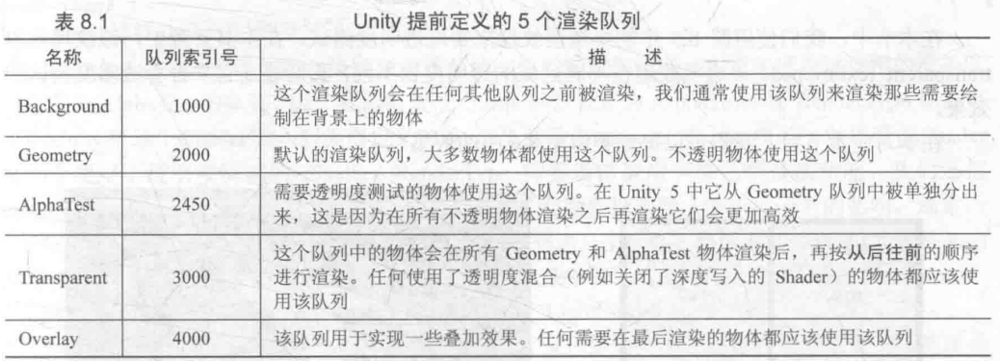 表 8.1 Unity 提前定义的 5 个渲染队列
名称 队列索引号 描 述
Background 1000 这个渲染队列会在任何其他队列之前被渲染，我们通常使用该队列来渲染那些需要绘
制在背景上的物体
Geometry 2000 默认的渲染队列，大多数物体都使用这个队列。不透明物体使用这个队列
AlphaTest 2450 需要透明度测试的物体使用这个队列。在 Unity 5 中它从 Geometry 队列中被单独分出
来，这是因为在所有不透明物体渲染之后再渲染它们会更加高效
Transparent 3000 这个队列中的物体会在所有 Geometry 和 AlphaTest 物体渲染后，再按从后往前的顺序
进行渲染。任何使用了透明度混合（例如关闭了深度写入的 Shader）的物体都应该使
用该队列
Overlay 4000 该队列用于实现一些叠加效果。任何需要在最后渲染的物体都应该使用该队列